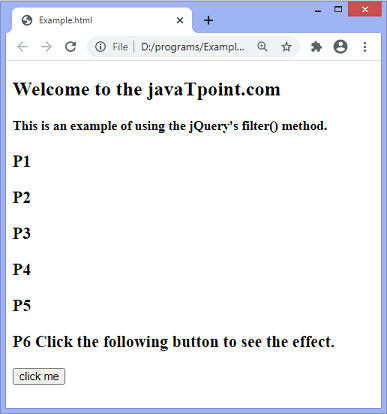 Example.html
File | D:/programs/Exampl...
Welcome to the javaTpoint.com
This is an example of using the jQuery's filter() method.
P1
P2
P3
P4
P5
P6 Click the following button to see the effect.
click me